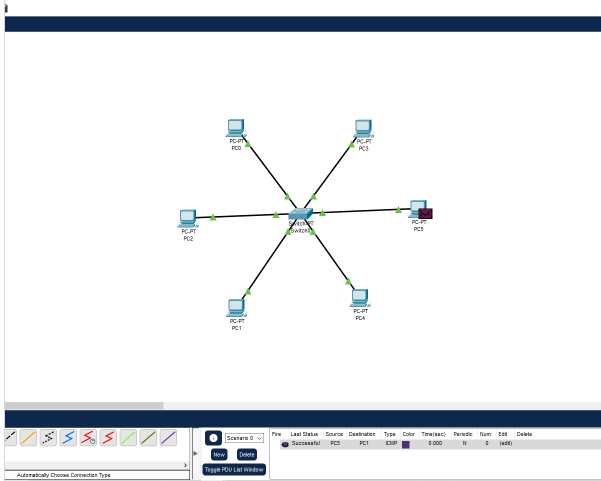 PC-PT
PC0
PC-PT
PC3
PC-PT
PC2
Switch-PT
Switch0
PC-PT
PC5
PC-PT
PC1
PC-PT
PC4
Scenario 0
New
Delete
Toggle PDU List Window
Fire Last Status Source Destination Type Color Time(sec) Periodic Num Edit Delete
Successful PC5 PC1 ICMP 0.000 N 0 (edit)
Automatically Choose Connection Type